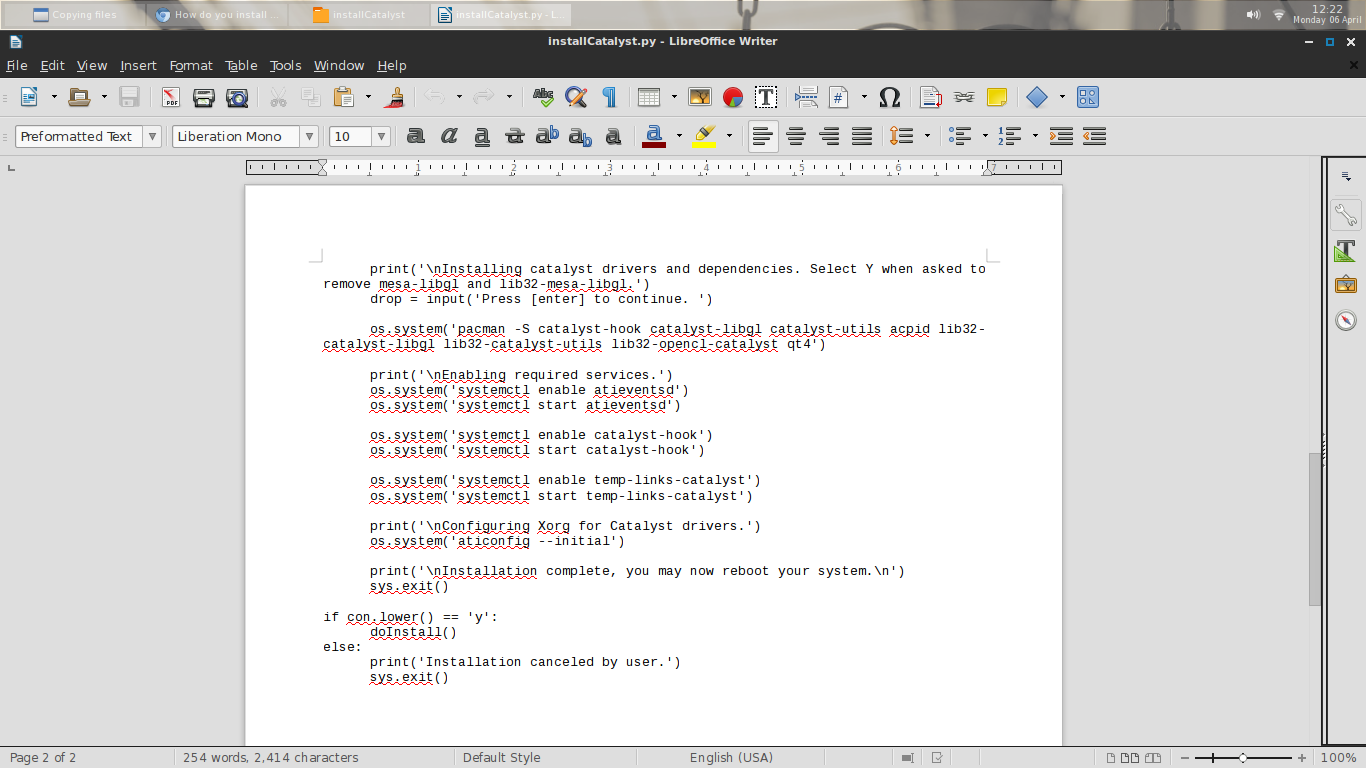 Copying files
How do you install ...
installCatalyst
installCatalyst.py - L...
12:22
Monday 06 April
installCatalyst.py - LibreOffice Writer
File Edit View Insert Format Table Tools Window Help
Preformatted Text
Liberation Mono
10
1 2 3 4 5 6 7
print('\nInstalling catalyst drivers and dependencies. Select Y when asked to
remove mesa-libgl and lib32-mesa-libgl.')
drop = input('Press [enter] to continue. ')
os.system('pacman -S catalyst-hook catalyst-libgl catalyst-utils acpid lib32-
catalyst-libgl lib32-catalyst-utils lib32-opencl-catalyst qt4')
print('\nEnabling required services.')
os.system('systemctl enable atieventsd')
os.system('systemctl start atieventsd')
os.system('systemctl enable catalyst-hook')
os.system('systemctl start catalyst-hook')
os.system('systemctl enable temp-links-catalyst')
os.system('systemctl start temp-links-catalyst')
print('\nConfiguring Xorg for Catalyst drivers.')
os.system('aticonfig --initial')
print('\nInstallation complete, you may now reboot your system.\n')
sys.exit()
if con.lower() == 'y':
doInstall()
else:
print('Installation canceled by user.')
sys.exit()
Page 2 of 2
254 words, 2,414 characters
Default Style
English (USA)
100%